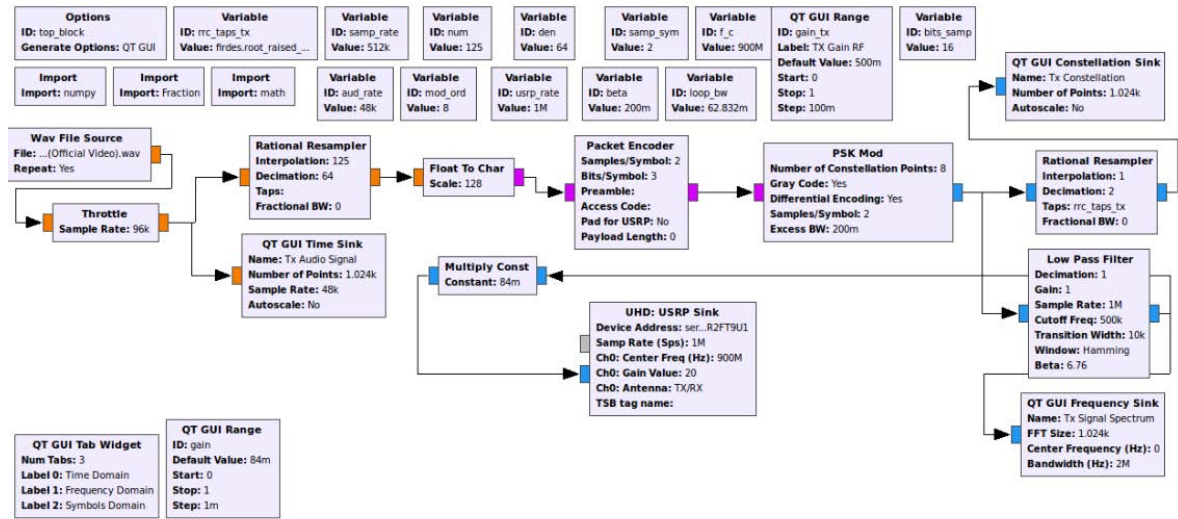 Options
ID: top_block
Generate Options: QT GUI
Variable
ID: rrc_taps_tx
Value: firdes.root_raised_...
Variable
ID: samp_rate
Value: 512k
Variable
ID: num
Value: 125
Variable
ID: den
Value: 64
Variable
ID: samp_sym
Value: 2
Variable
ID: f_c
Value: 900M
QT GUI Range
ID: gain_tx
Label: TX Gain RF
Default Value: 500m
Start: 0
Stop: 1
Step: 100m
Variable
ID: bits_samp
Value: 16
Import
Import: numpy
Import
Import: Fraction
Import
Import: math
Variable
ID: aud_rate
Value: 48k
Variable
ID: mod_ord
Value: 8
Variable
ID: usrp_rate
Value: 1M
Variable
ID: beta
Value: 200m
Variable
ID: loop_bw
Value: 62.832m
QT GUI Constellation Sink
Name: Tx Constellation
Number of Points: 1.024k
Autoscale: No
Wav File Source
File: ...(Official Video).wav
Repeat: Yes
Throttle
Sample Rate: 96k
Rational Resampler
Interpolation: 125
Decimation: 64
Taps:
Fractional BW: 0
QT GUI Time Sink
Name: Tx Audio Signal
Number of Points: 1.024k
Sample Rate: 48k
Autoscale: No
Float To Char
Scale: 128
Packet Encoder
Samples/Symbol: 2
Bits/Symbol: 3
Preamble:
Access Code:
Pad for USRP: No
Payload Length: 0
PSK Mod
Number of Constellation Points: 8
Gray Code: Yes
Differential Encoding: Yes
Samples/Symbol: 2
Excess BW: 200m
Rational Resampler
Interpolation: 1
Decimation: 2
Taps: rrc_taps_tx
Fractional BW: 0
Multiply Const
Constant: 84m
Low Pass Filter
Decimation: 1
Gain: 1
Sample Rate: 1M
Cutoff Freq: 500k
Transition Width: 10k
Window: Hamming
Beta: 6.76
UHD: USRP Sink
Device Address: ser...R2FT9U1
Samp Rate (Sps): 1M
Ch0: Center Freq (Hz): 900M
Ch0: Gain Value: 20
Ch0: Antenna: TX/RX
TSB tag name:
QT GUI Frequency Sink
Name: Tx Signal Spectrum
FFT Size: 1.024k
Center Frequency (Hz): 0
Bandwidth (Hz): 2M
QT GUI Tab Widget
Num Tabs: 3
Label 0: Time Domain
Label 1: Frequency Domain
Label 2: Symbols Domain
QT GUI Range
ID: gain
Default Value: 84m
Start: 0
Stop: 1
Step: 1m